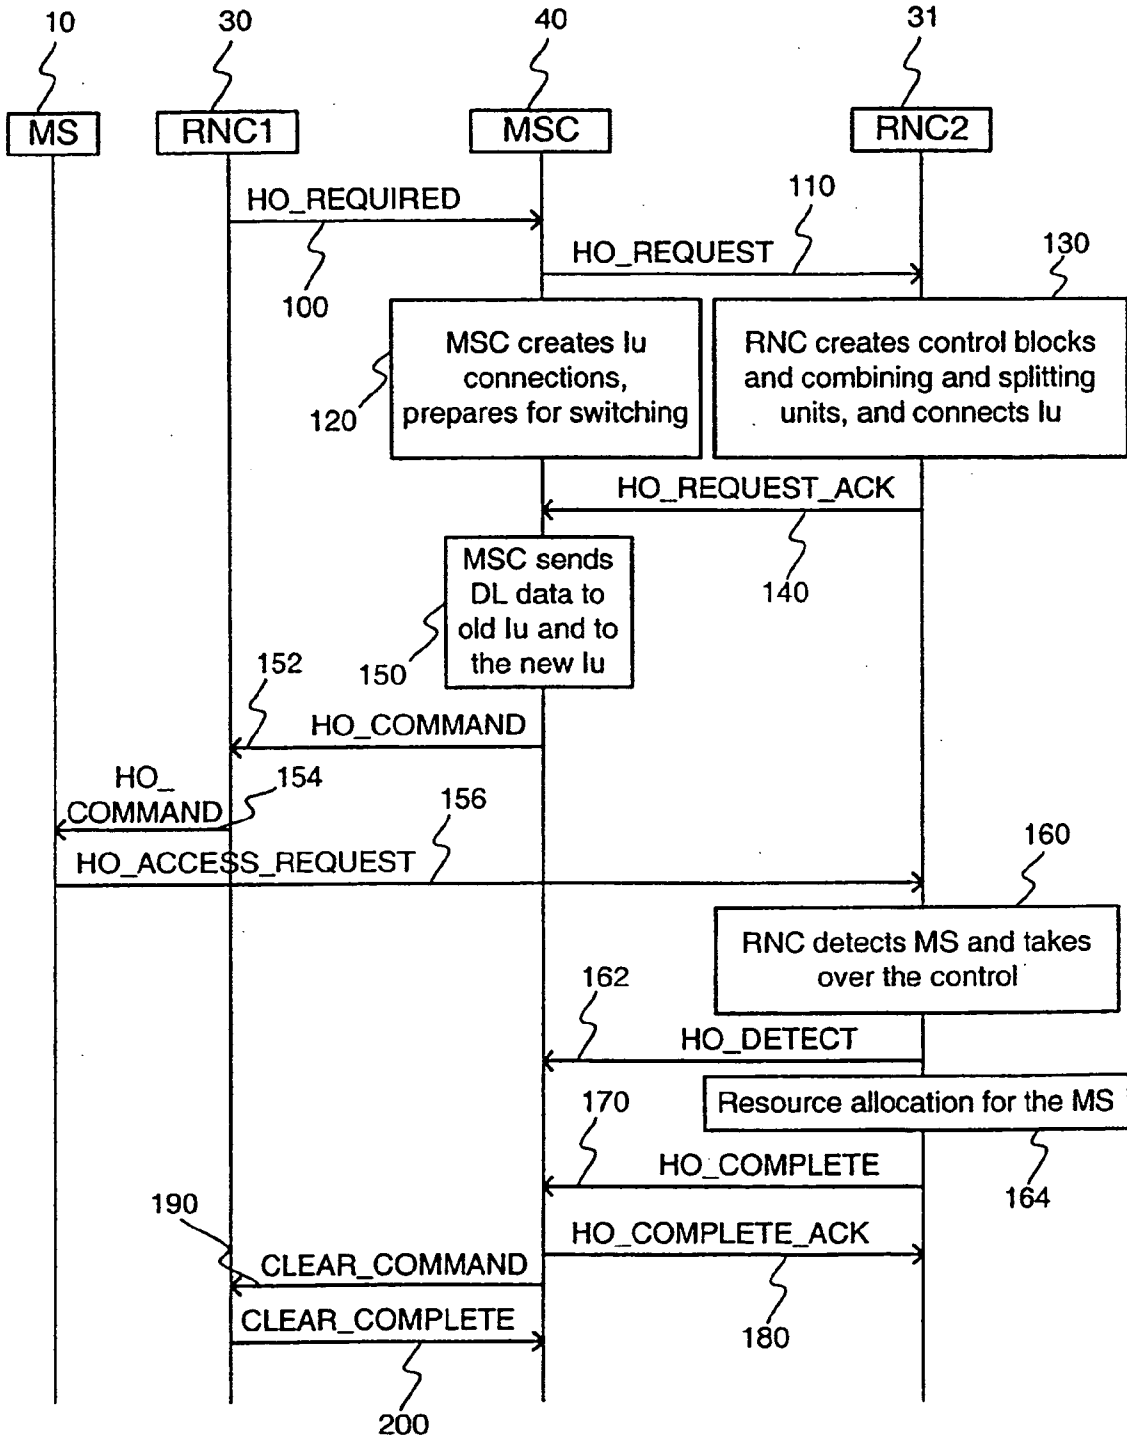 10
30
40
31
MS
RNC1
MSC
RNC2
HO_REQUIRED
100
110
HO_REQUEST
130
120
MSC creates Iu
connections,
prepares for switching
RNC creates control blocks
and combining and splitting
units, and connects Iu
HO_REQUEST_ACK
140
150
MSC sends
DL data to
old Iu and to
the new Iu
152
HO_COMMAND
HO_
COMMAND
154
156
HO_ACCESS_REQUEST
160
RNC detects MS and takes
over the control
162
HO_DETECT
Resource allocation for the MS
164
170
HO_COMPLETE
190
HO_COMPLETE_ACK
180
CLEAR_COMMAND
CLEAR_COMPLETE
200